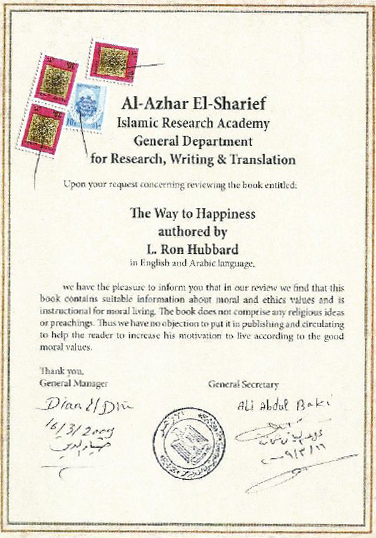 Al-Azhar El-Sharief
Islamic Research Academy
General Department
for Research, Writing & Translation
Upon your request concerning reviewing the book entitled:
The Way to Happiness
authored by
L. Ron Hubbard
in English and Arabic language,
we have the pleasure to inform you that in our review we find that this
book contains suitable information about moral and ethics values and is
instructional for moral living. The book does not comprise any religious ideas
or preachings. Thus we have no objection to put it in publishing and circulating
to help the reader to increase his motivation to live according to the good
moral values.
Thank you,
General Manager
General Secretary
Dian El Din
Ali Abdul Baki
16/3/2009
ضياء الدين